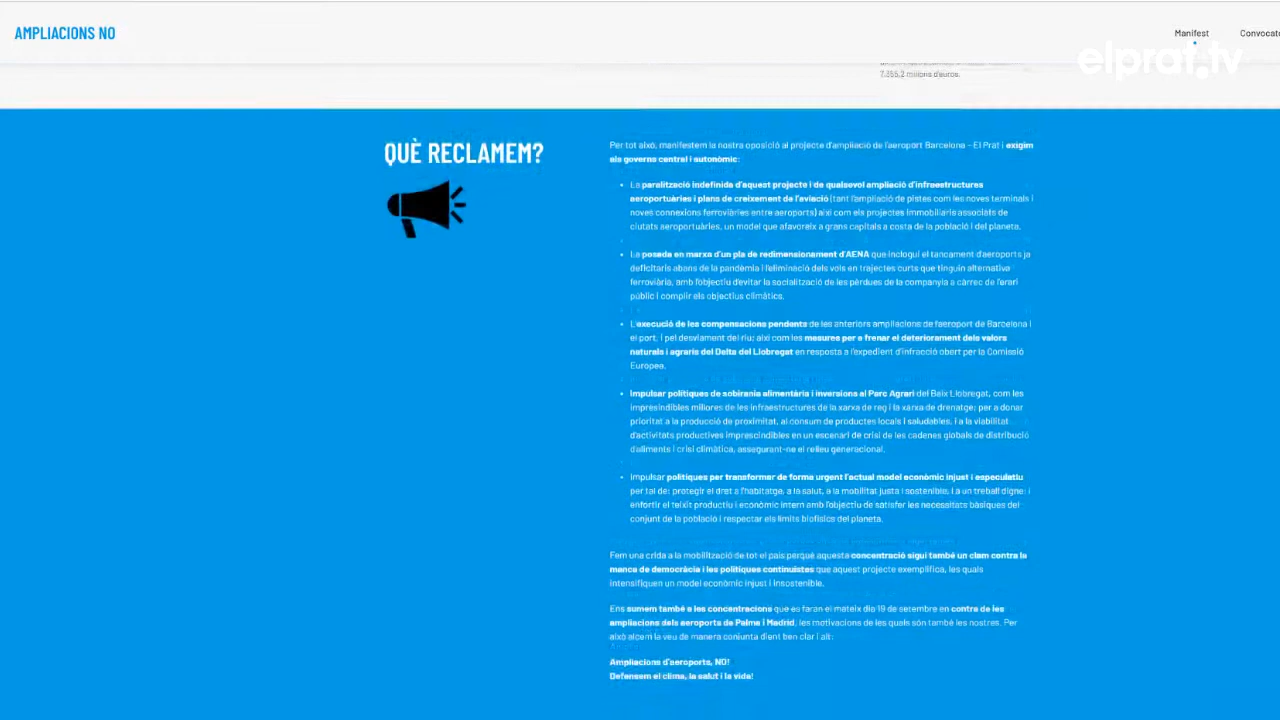 AMPLIACIONS NO
Manifest
Convocato
elprat.tv
7.355,2 milions d'euros.
QUÈ RECLAMEM?
Per tot això, manifestem la nostra oposició al projecte d'ampliació de l'aeroport Barcelona - El Prat i exigim
als governs central i autonòmic:
• La paralització indefinida d'aquest projecte i de qualsevol ampliació d'infraestructures
aeroportuàries i plans de creixement de l'aviació (tant l'ampliació de pistes com les noves terminals i
noves connexions ferroviàries entre aeroports) així com els projectes immobiliaris associats de
ciutats aeroportuàries, un model que afavoreix a grans capitals a costa de la població i del planeta.
• La posada en marxa d'un pla de redimensionament d'AENA que inclogui el tancament d'aeroports ja
deficitaris abans de la pandèmia i l'eliminació dels vols en trajectes curts que tinguin alternativa
ferroviària, amb l'objectiu d'evitar la socialització de les pèrdues de la companyia a càrrec de l'erari
públic i complir els objectius climàtics.
• L'execució de les compensacions pendents de les anteriors ampliacions de l'aeroport de Barcelona i
el port, i pel desviament del riu; així com les mesures per a frenar el deteriorament dels valors
naturals i agraris del Delta del Llobregat en resposta a l'expedient d'infracció obert per la Comissió
Europea.
• Impulsar polítiques de sobirania alimentària i inversions al Parc Agrari del Baix Llobregat, com les
imprescindibles millores de les infraestructures de la xarxa de reg i la xarxa de drenatge; per a donar
prioritat a la producció de proximitat, al consum de productes locals i saludables, i a la viabilitat
d'activitats productives imprescindibles en un escenari de crisi de les cadenes globals de distribució
d'aliments i crisi climàtica, assegurant-ne el relleu generacional.
• Impulsar polítiques per transformar de forma urgent l'actual model econòmic injust i especulatiu
per tal de: protegir el dret a l'habitatge, a la salut, a la mobilitat justa i sostenible, i a un treball digne; i
enfortir el teixit productiu i econòmic intern amb l'objectiu de satisfer les necessitats bàsiques del
conjunt de la població i respectar els límits biofísics del planeta.
Fem una crida a la mobilització de tot el país perquè aquesta concentració sigui també un clam contra la
manca de democràcia i les polítiques continuistes que aquest projecte exemplifica, les quals
intensifiquen un model econòmic injust i insostenible.
Ens sumem també a les concentracions que es faran el mateix dia 19 de setembre en contra de les
ampliacions dels aeroports de Palma i Madrid, les motivacions de les quals són també les nostres. Per
això alcem la veu de manera conjunta dient ben clar i alt:
Ampliacions d'aeroports, NO!
Defensem el clima, la salut i la vida!